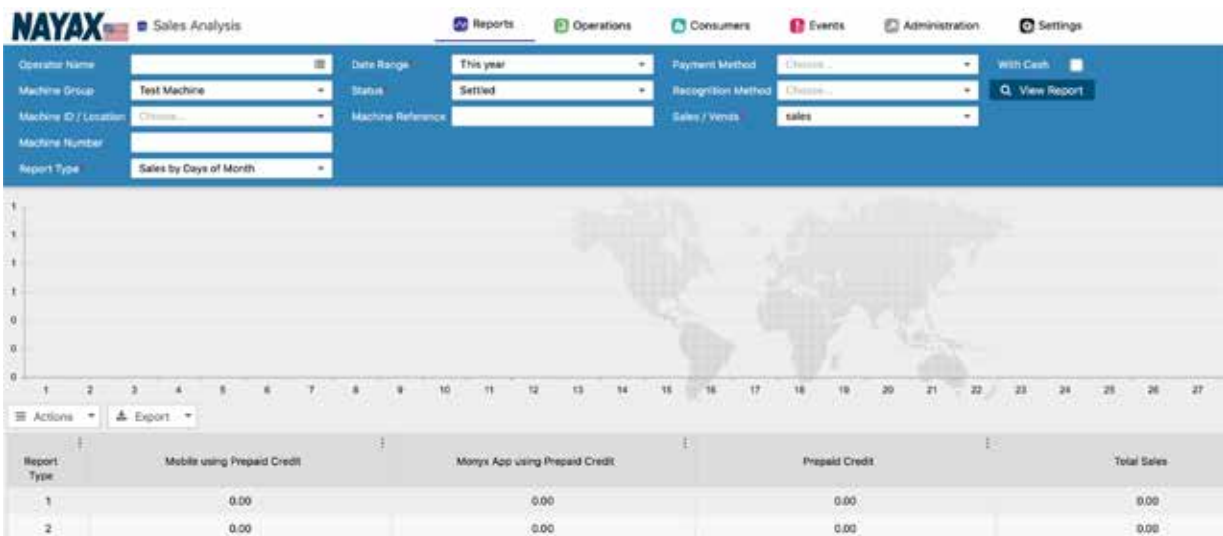 NAYAX Sales Analysis Reports Operations Consumers Events Administration Settings
Operator Name Date Range This year Payment Method Choose... With Cash
Machine Group Test Machine Status Settled Recognition Method Choose... View Report
Machine ID / Location Choose... Machine Reference Sales / Vends sales
Machine Number
Report Type Sales by Days of Month
1
1
1
1
0
0
0
1 2 3 4 5 6 7 8 9 10 11 12 13 14 15 16 17 18 19 20 21 22 23 24 25 26 27
Actions Export
Report Type Mobile using Prepaid Credit Monyx App using Prepaid Credit Prepaid Credit Total Sales
1 0.00 0.00 0.00 0.00
2 0.00 0.00 0.00 0.00